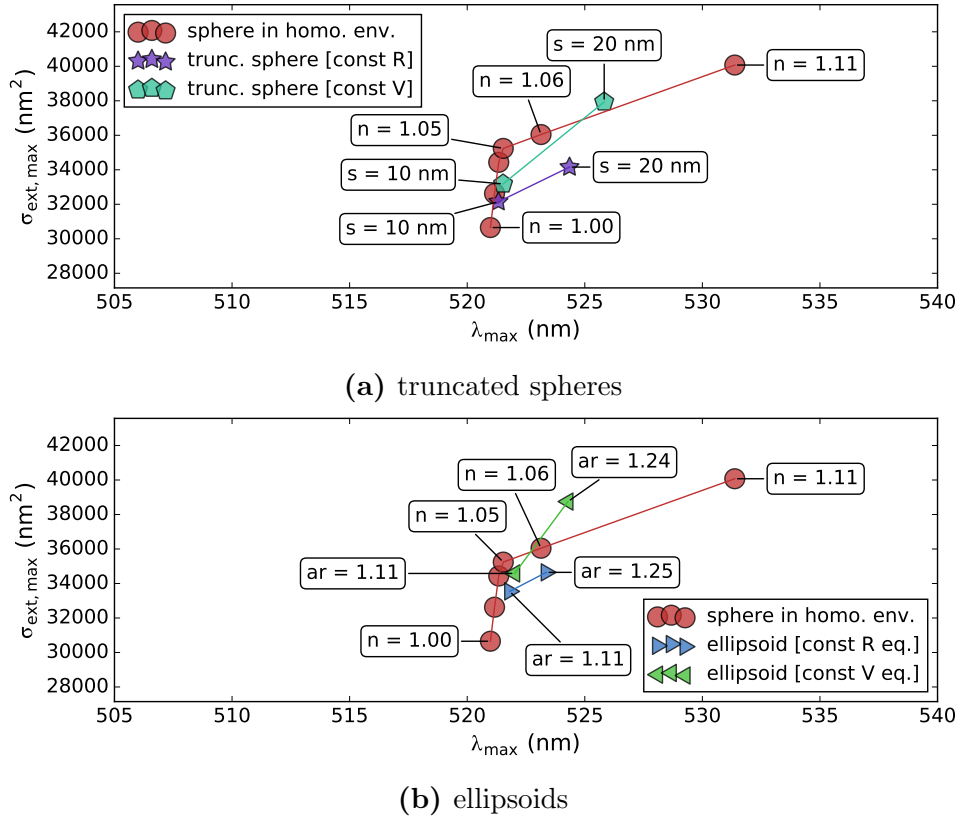 42000
40000
38000
36000
34000
32000
30000
28000
σext,max (nm²)
sphere in homo. env.
trunc. sphere [const R]
trunc. sphere [const V]
s = 20 nm
n = 1.06
n = 1.11
n = 1.05
s = 10 nm
s = 20 nm
s = 10 nm
n = 1.00
505 510 515 520 525 530 535 540
λmax (nm)
(a) truncated spheres
42000
40000
38000
36000
34000
32000
30000
28000
σext,max (nm²)
ar = 1.24
n = 1.06
n = 1.11
n = 1.05
ar = 1.11
ar = 1.25
n = 1.00
ar = 1.11
sphere in homo. env.
ellipsoid [const R eq.]
ellipsoid [const V eq.]
505 510 515 520 525 530 535 540
λmax (nm)
(b) ellipsoids